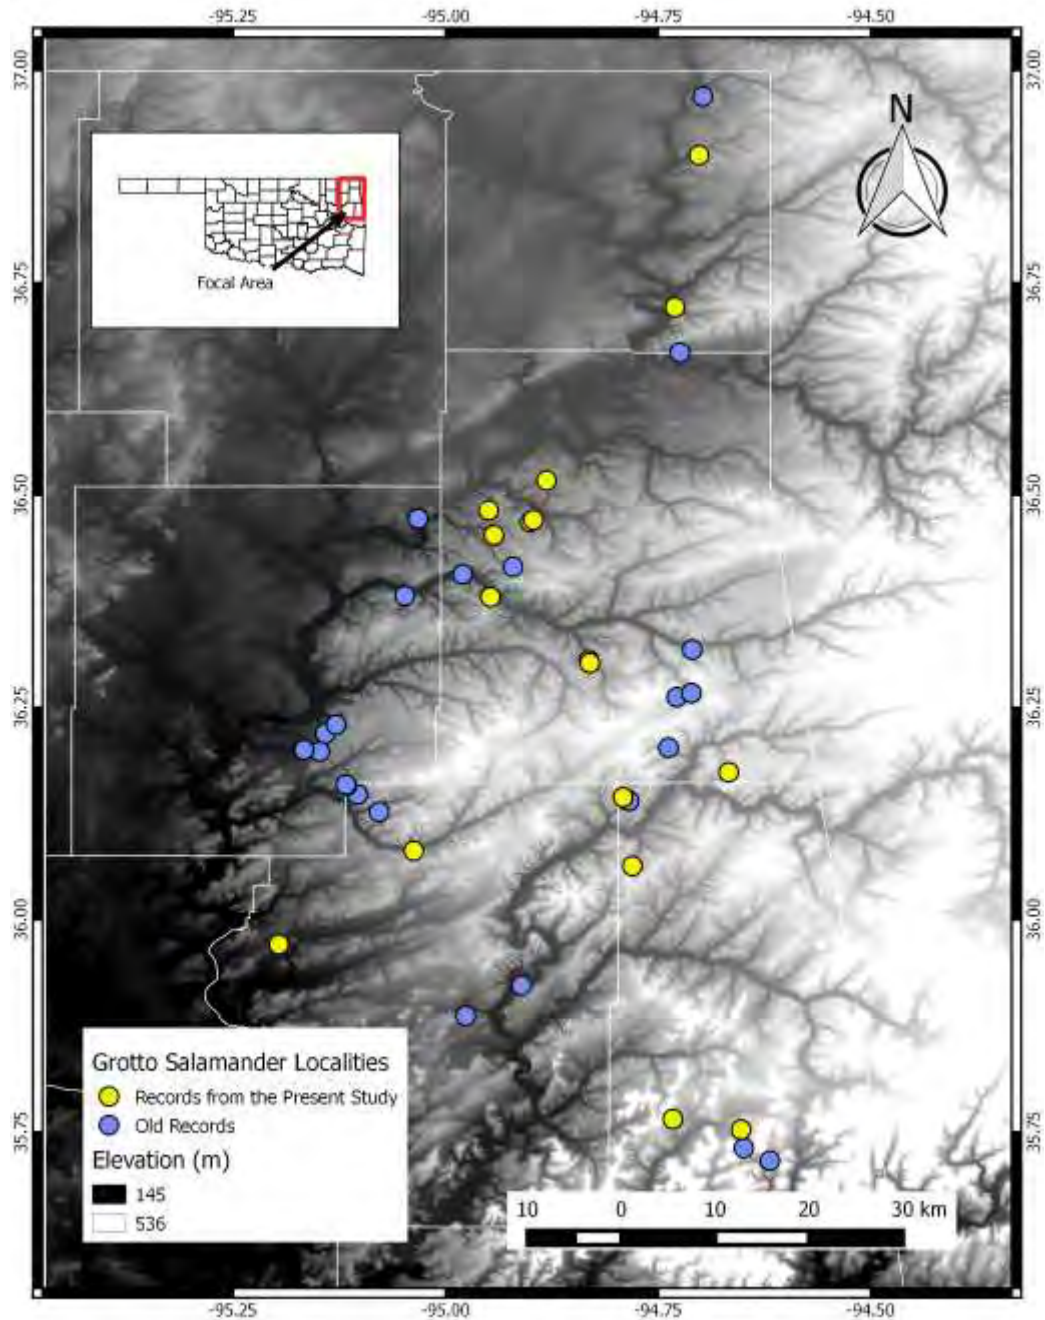 -95.25 -95.00 -94.75 -94.50
37.00 37.00
N
Focal Area
36.75 36.75
36.50 36.50
36.25 36.25
36.00 36.00
Grotto Salamander Localities
Records from the Present Study
Old Records
Elevation (m)
145
536
35.75 35.75
10 0 10 20 30 km
-95.25 -95.00 -94.75 -94.50